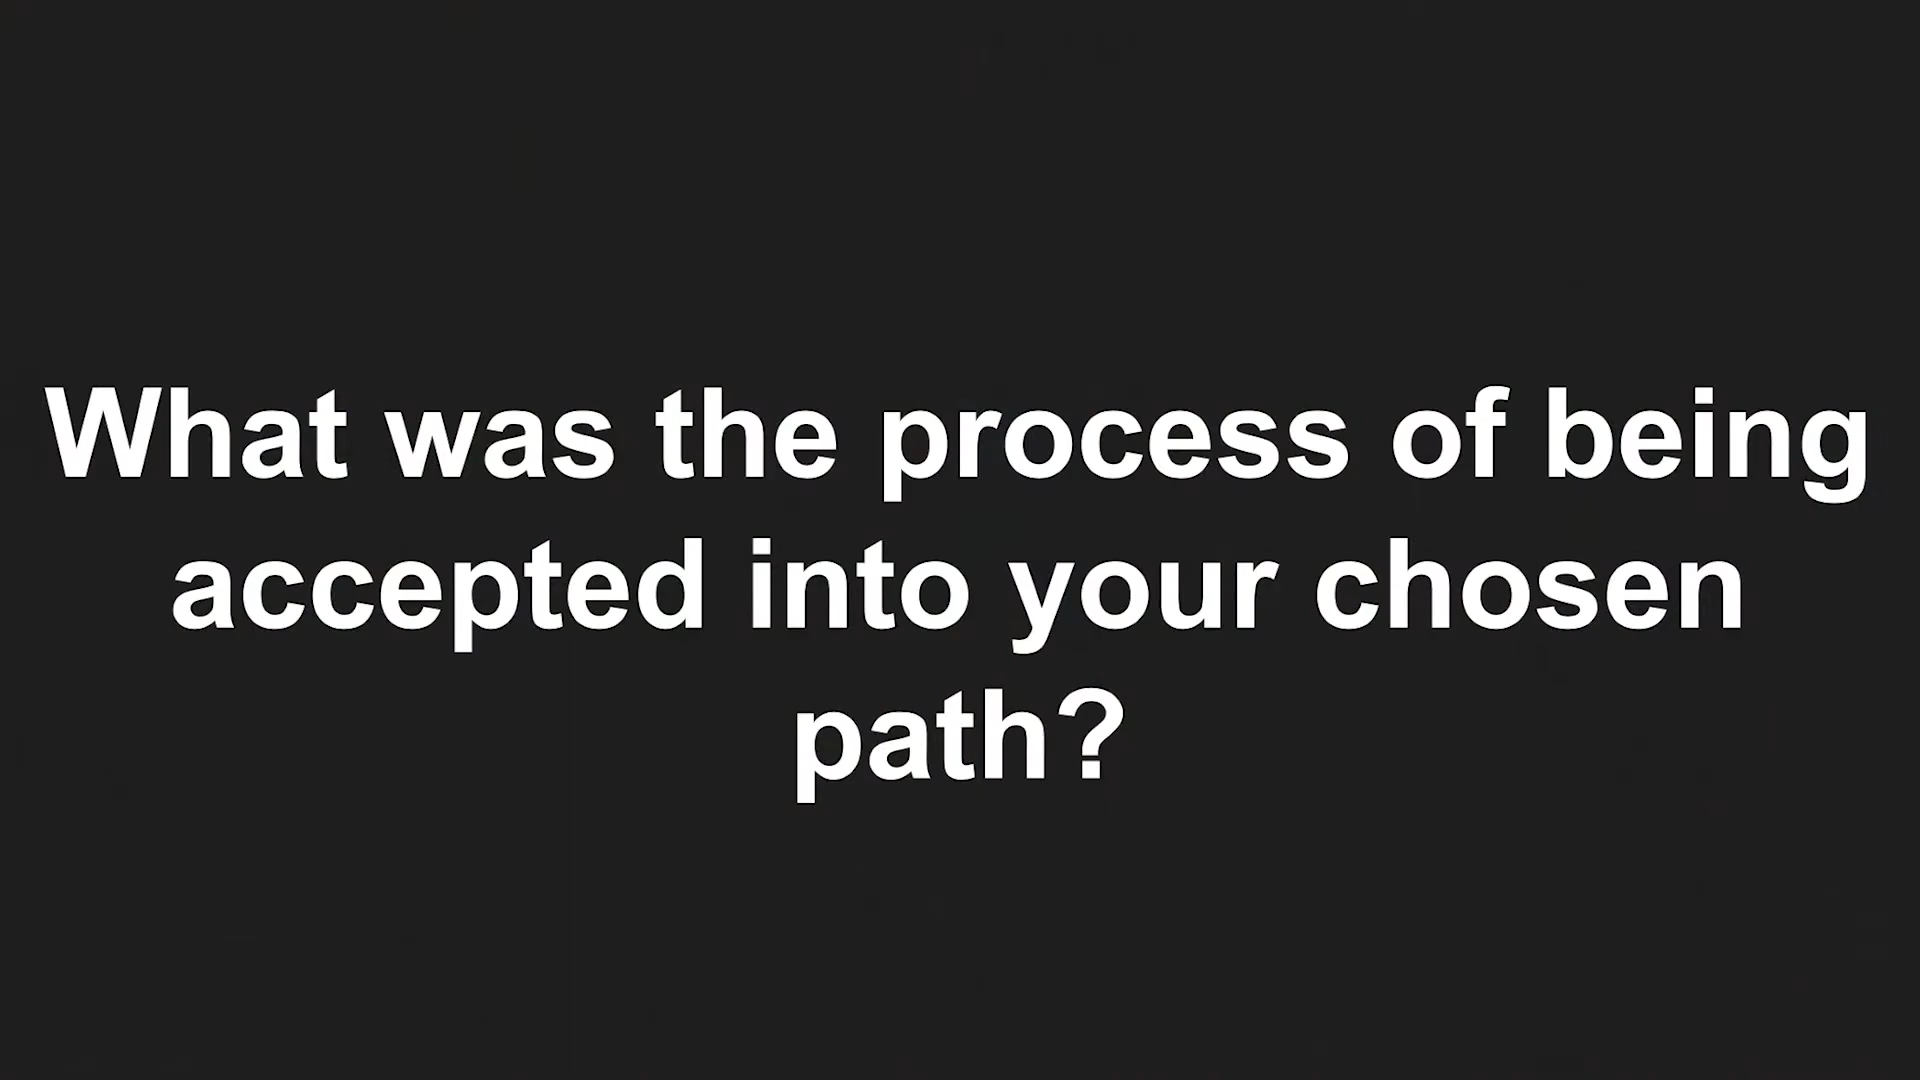 What was the process of being
accepted into your chosen
path?